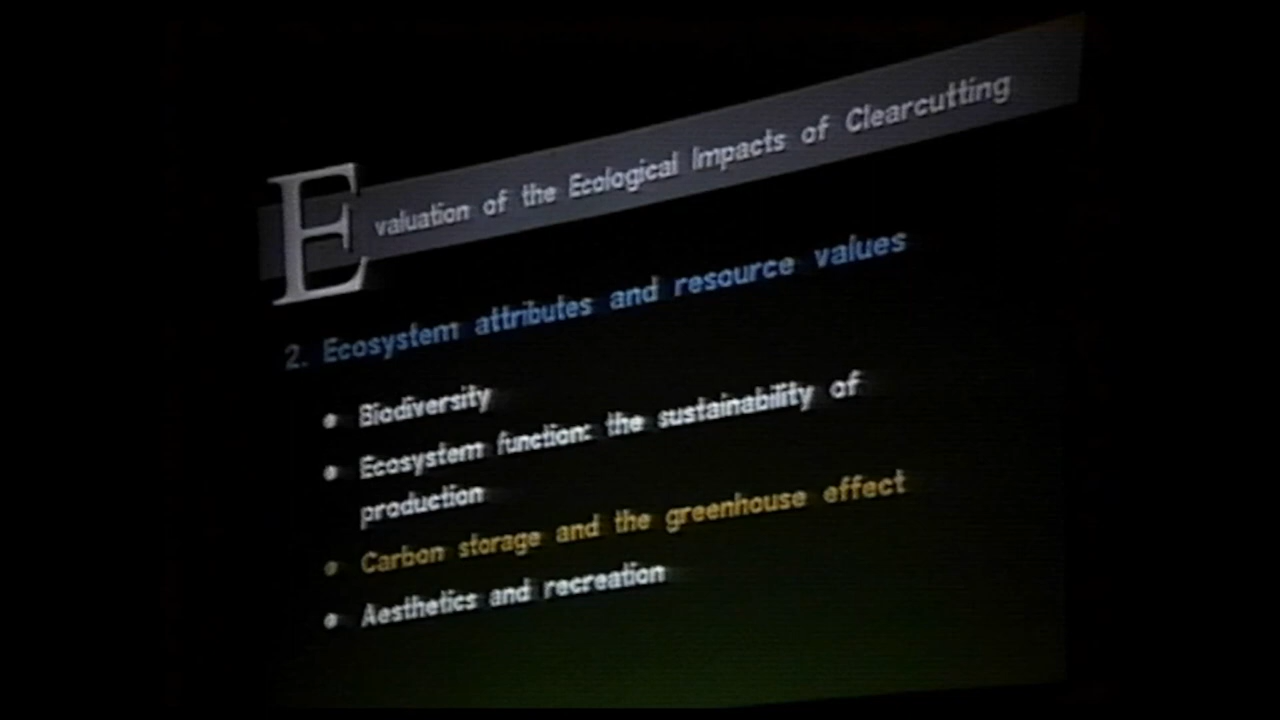 Evaluation of the Ecological Impacts of Clearcutting
2. Ecosystem attributes and resource values
• Biodiversity
• Ecosystem function: the sustainability of
production
• Carbon storage and the greenhouse effect
• Aesthetics and recreation